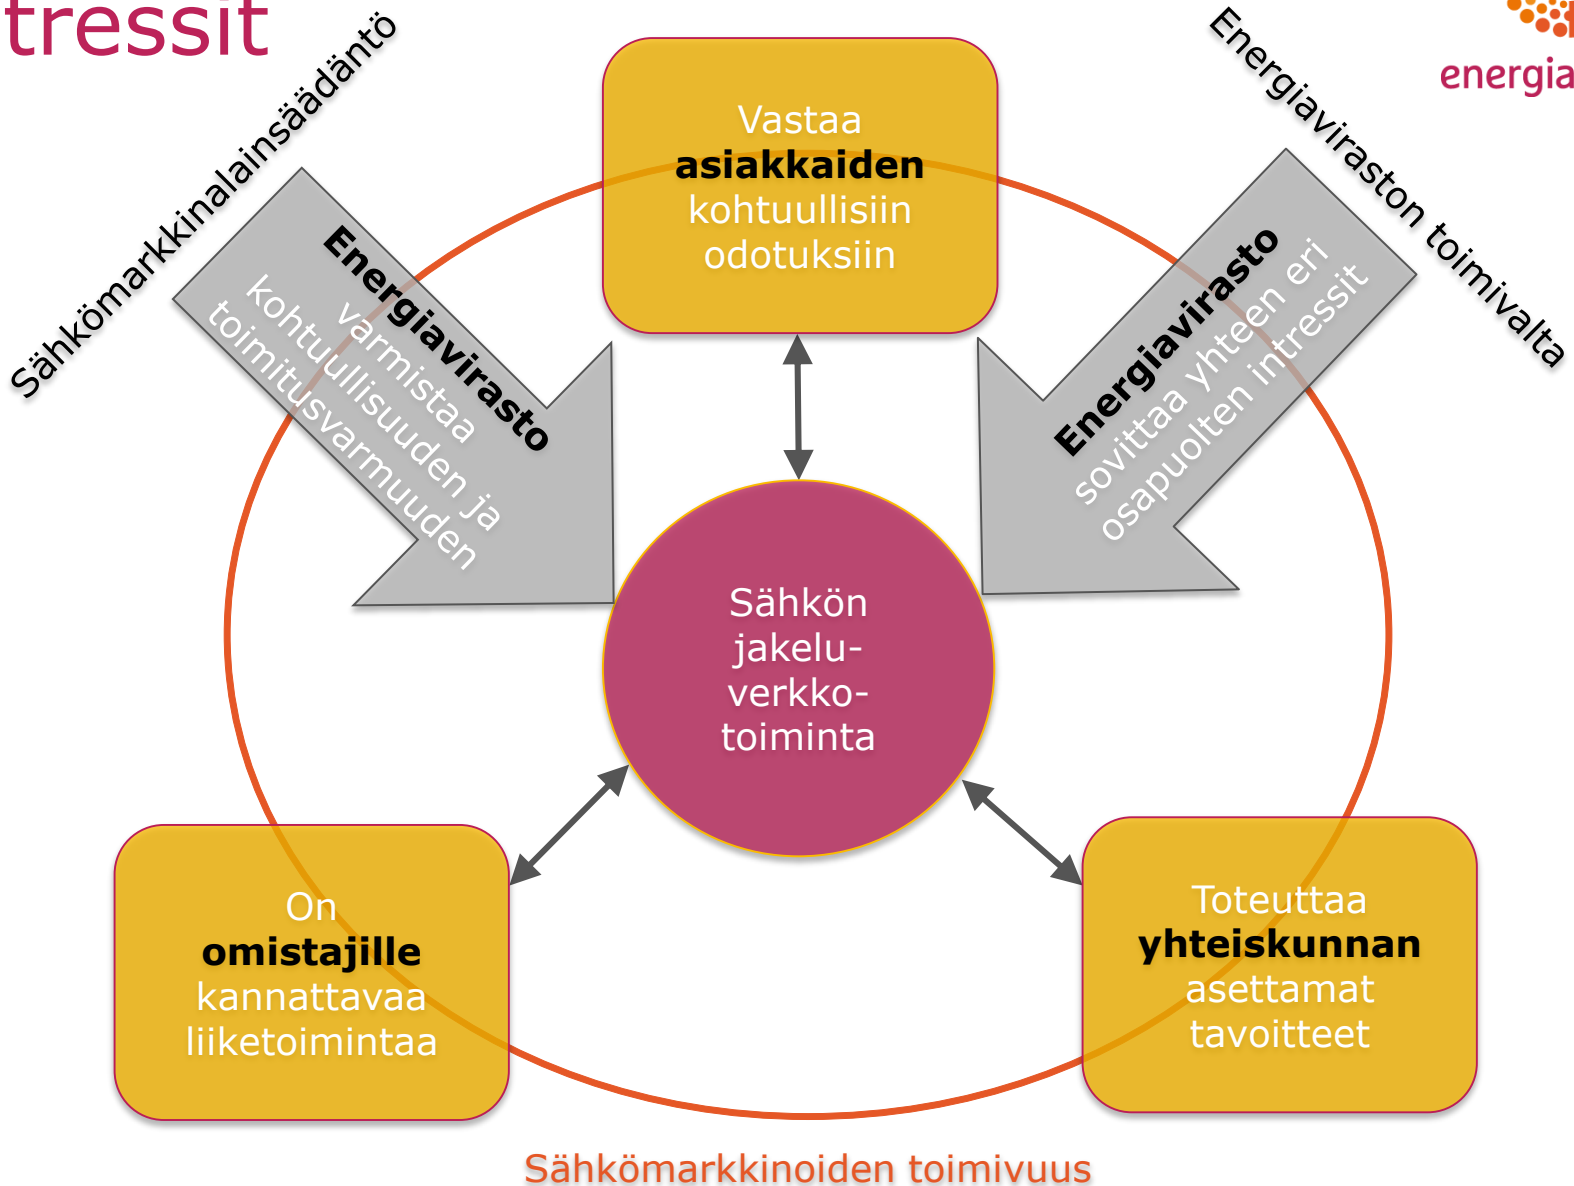 tressit
energia
Sähkömarkkinalainsäädäntö
Energiaviraston toimivalta
Vastaa
asiakkaiden
kohtuullisiin
odotuksiin
Energiavirasto
varmistaa
kohtuullisuuden ja
toimitusvarmuuden
Energiavirasto
sovittaa yhteen eri
osapuolten intressit
Sähkön
jakelu-
verkko-
toiminta
On
omistajille
kannattavaa
liiketoimintaa
Toteuttaa
yhteiskunnan
asettamat
tavoitteet
Sähkömarkkinoiden toimivuus